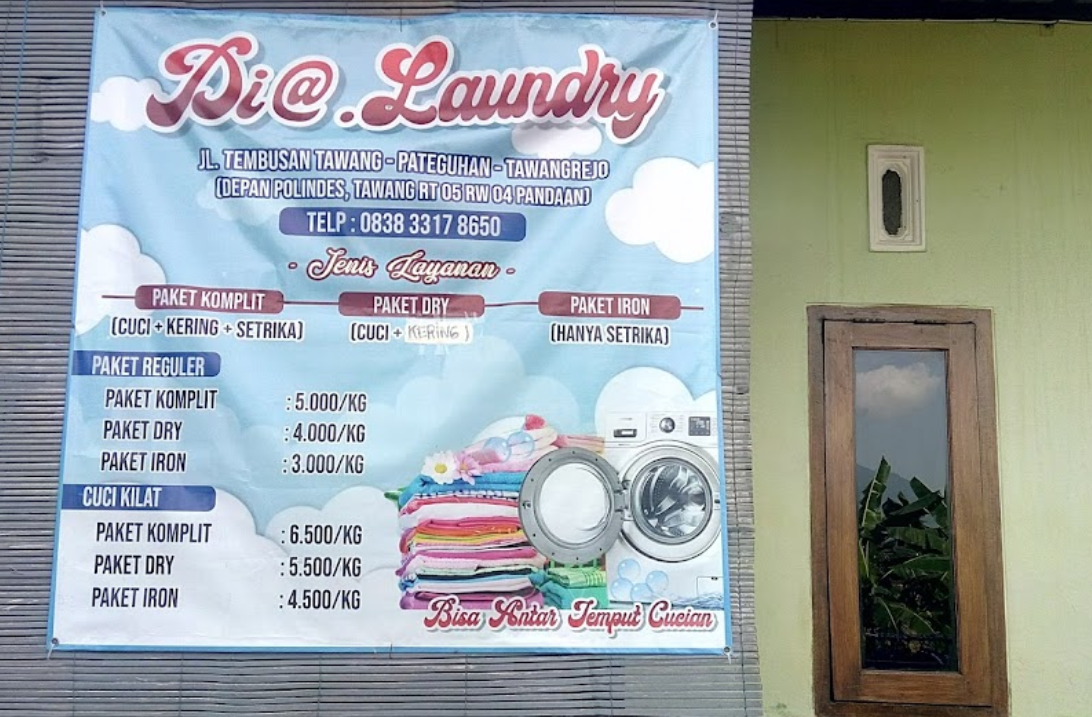 Di@.Laundry
JL. TEMBUSAN TAWANG - PATEGUHAN - TAWANGREJO
(DEPAN POLINDES, TAWANG RT 05 RW 04 PANDAAN)
TELP : 0838 3317 8650
- Jenis Layanan -
PAKET KOMPLIT PAKET DRY PAKET IRON
(CUCI + KERING + SETRIKA) (CUCI + KERING) (HANYA SETRIKA)
PAKET REGULER
PAKET KOMPLIT : 5.000/KG
PAKET DRY : 4.000/KG
PAKET IRON : 3.000/KG
CUCI KILAT
PAKET KOMPLIT : 6.500/KG
PAKET DRY : 5.500/KG
PAKET IRON : 4.500/KG
Bisa Antar Jemput Cucian